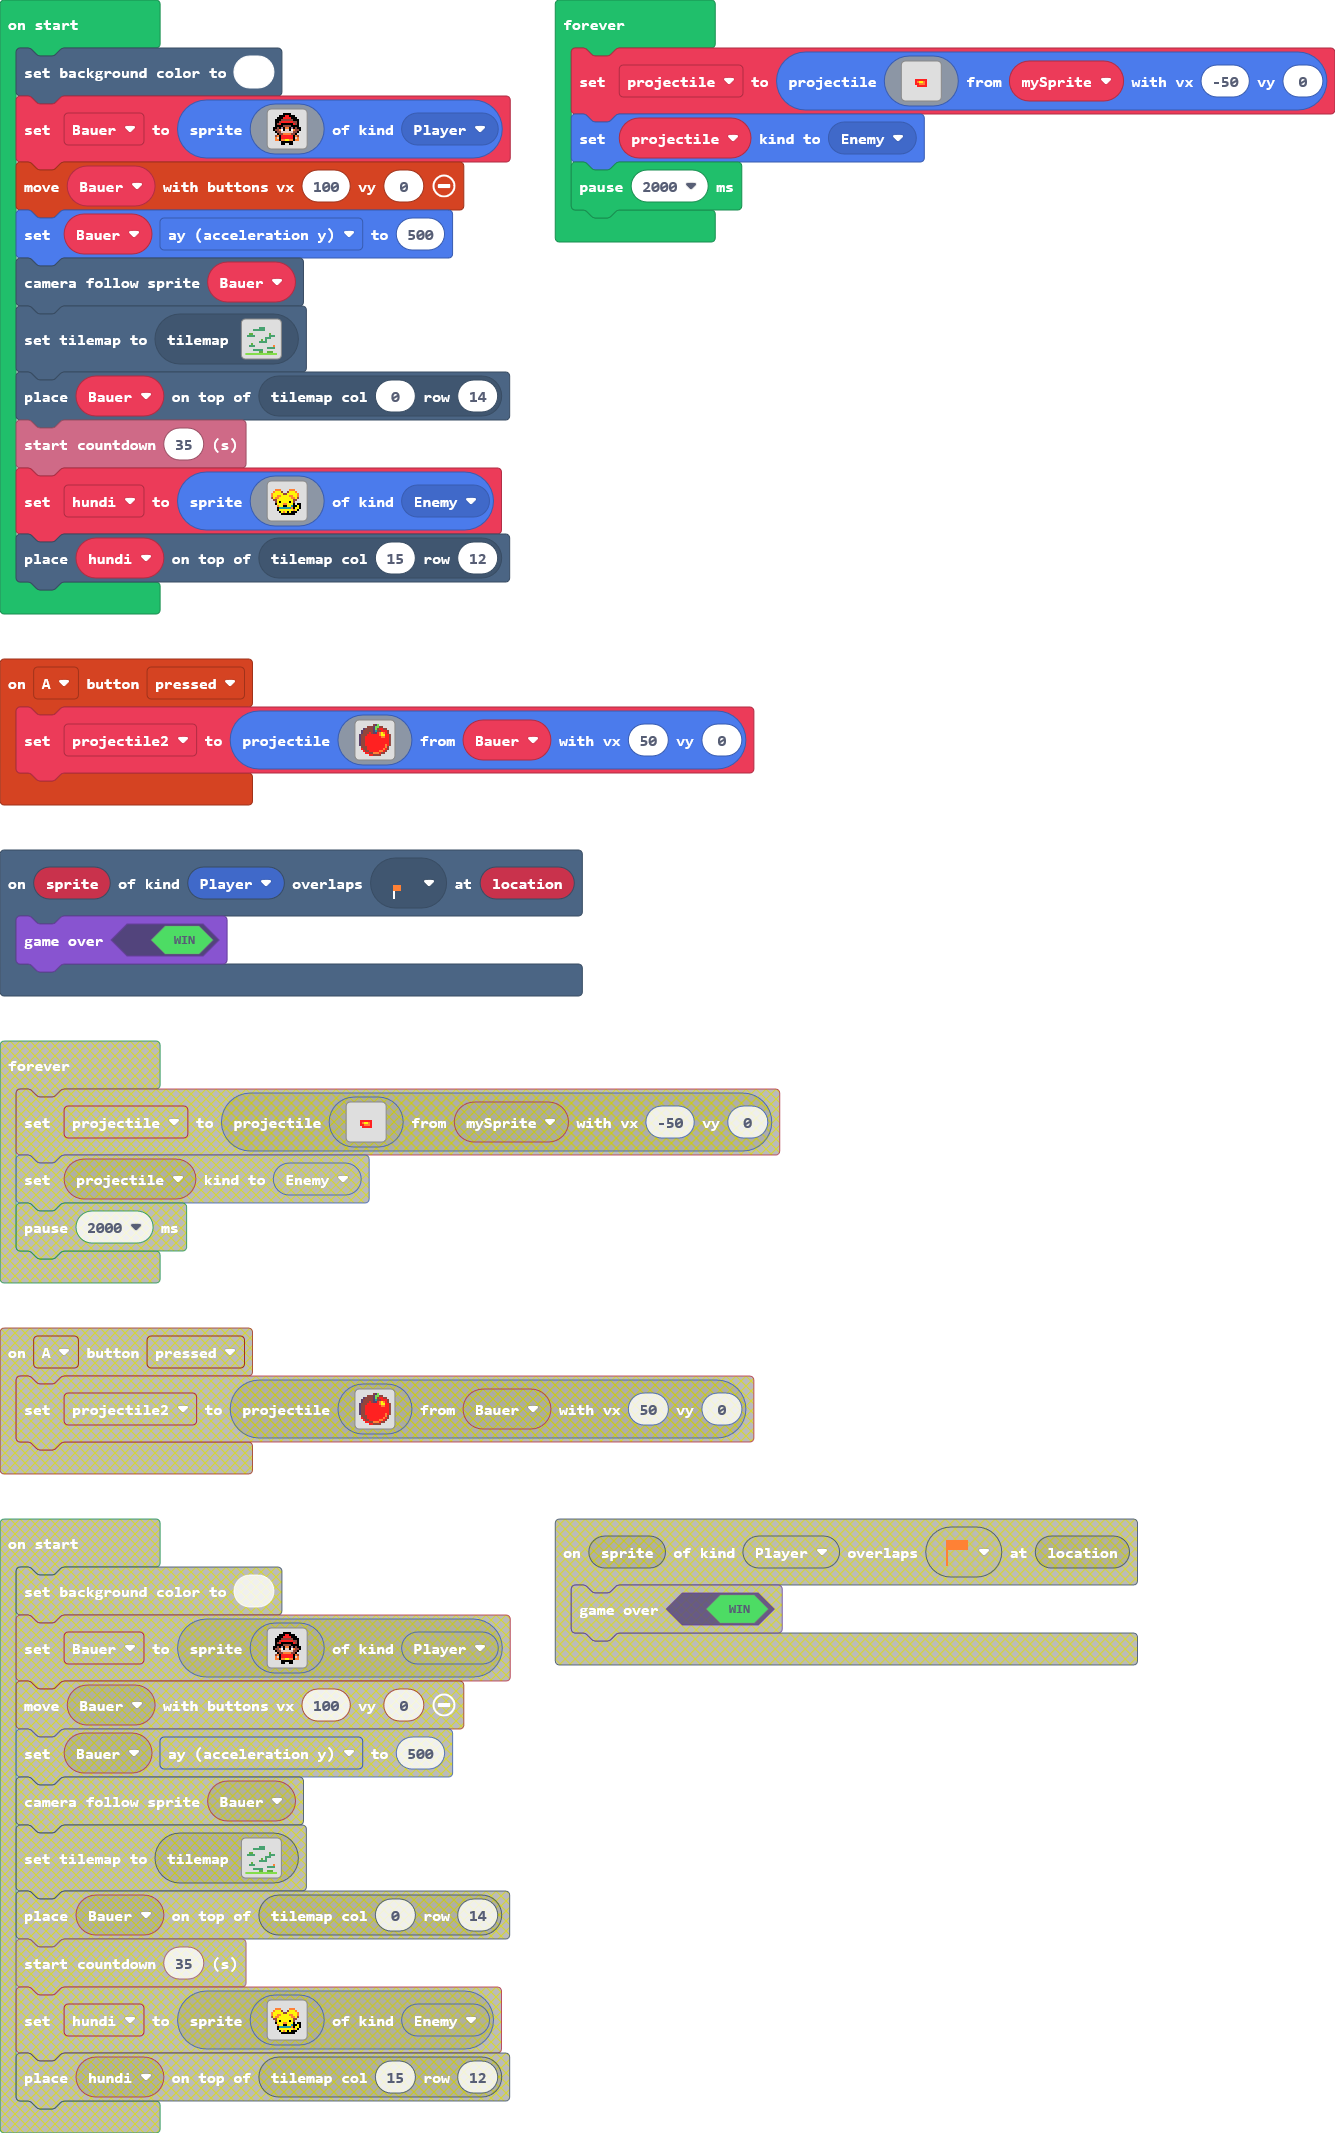 on start
set background color to
set Bauer to sprite of kind Player
move Bauer with buttons vx 100 vy 0
set Bauer ay (acceleration y) to 500
camera follow sprite Bauer
set tilemap to tilemap
place Bauer on top of tilemap col 0 row 14
start countdown 35 (s)
set hundi to sprite of kind Enemy
place hundi on top of tilemap col 15 row 12
forever
set projectile to projectile from mySprite with vx -50 vy 0
set projectile kind to Enemy
pause 2000 ms
on A button pressed
set projectile2 to projectile from Bauer with vx 50 vy 0
on sprite of kind Player overlaps at location
game over WIN
forever
set projectile to projectile from mySprite with vx -50 vy 0
set projectile kind to Enemy
pause 2000 ms
on A button pressed
set projectile2 to projectile from Bauer with vx 50 vy 0
on start
set background color to
set Bauer to sprite of kind Player
move Bauer with buttons vx 100 vy 0
set Bauer ay (acceleration y) to 500
camera follow sprite Bauer
set tilemap to tilemap
place Bauer on top of tilemap col 0 row 14
start countdown 35 (s)
set hundi to sprite of kind Enemy
place hundi on top of tilemap col 15 row 12
on sprite of kind Player overlaps at location
game over WIN